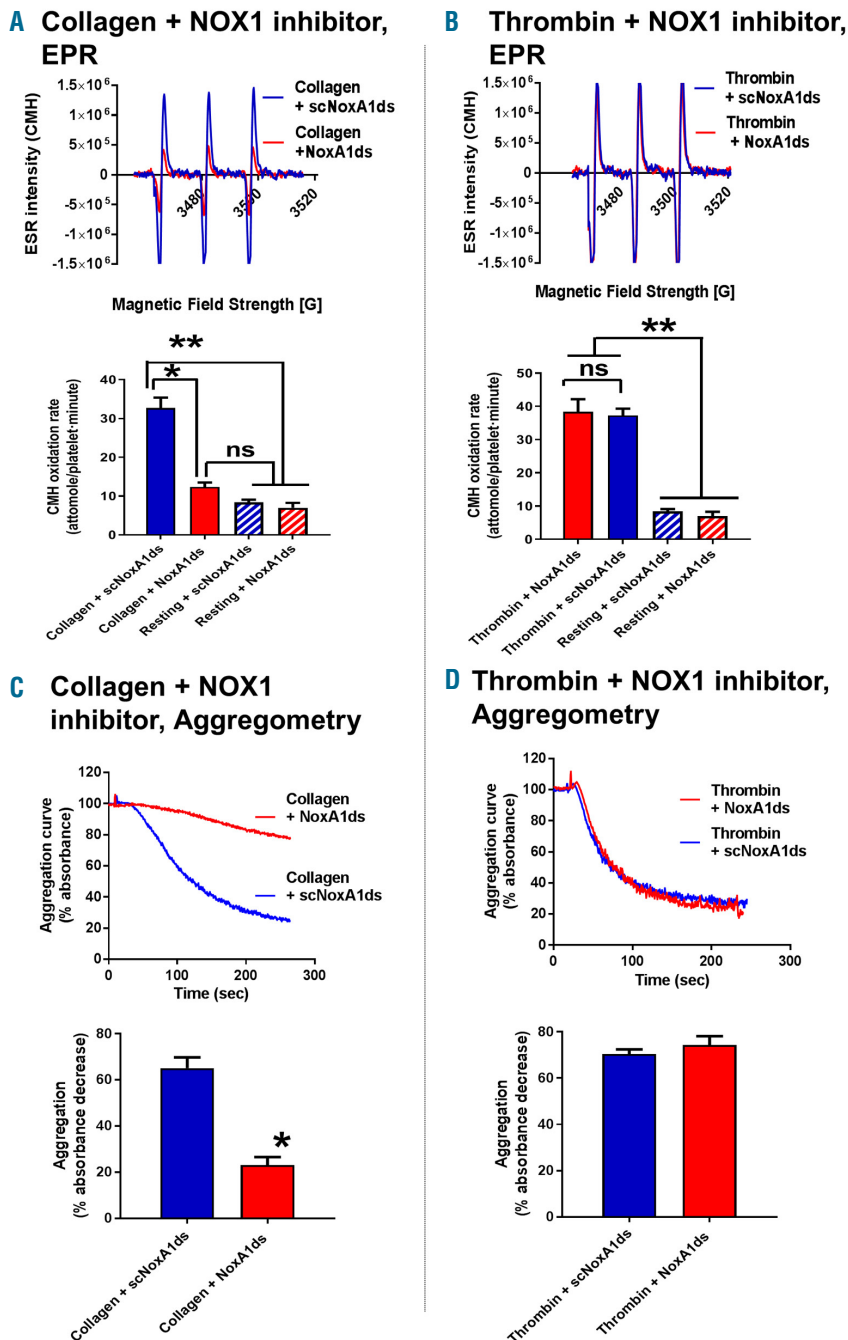 A Collagen + NOX1 inhibitor,
EPR
1.5×10⁶
1.0×10⁶
5.0×10⁵
0
-5.0×10⁵
-1.0×10⁶
-1.5×10⁶
ESR intensity (CMH)
Collagen
+ scNoxA1ds
Collagen
+NoxA1ds
3480
3500
3520
Magnetic Field Strength [G]
**
*
ns
40
30
20
10
0
CMH oxidation rate
(attomole/platelet·minute)
Collagen + scNoxA1ds
Collagen + NoxA1ds
Resting + scNoxA1ds
Resting + NoxA1ds
B Thrombin + NOX1 inhibitor,
EPR
1.5×10⁶
1.0×10⁶
5.0×10⁵
0
-5.0×10⁵
-1.0×10⁶
-1.5×10⁶
ESR intensity (CMH)
Thrombin
+ scNoxA1ds
Thrombin
+ NoxA1ds
3480
3500
3520
Magnetic Field Strength [G]
**
ns
50
40
30
20
10
0
CMH oxidation rate
(attomole/platelet·minute)
Thrombin + NoxA1ds
Thrombin + scNoxA1ds
Resting + scNoxA1ds
Resting + NoxA1ds
C Collagen + NOX1
inhibitor, Aggregometry
120
100
80
60
40
20
0
Aggregation curve
(% absorbance)
Collagen
+ NoxA1ds
Collagen
+ scNoxA1ds
0
100
200
300
Time (sec)
80
60
40
20
0
Aggregation
(% absorbance decrease)
*
Collagen + scNoxA1ds
Collagen + NoxA1ds
D Thrombin + NOX1 inhibitor,
Aggregometry
120
100
80
60
40
20
0
Aggregation curve
(% absorbance)
Thrombin
+ NoxA1ds
Thrombin
+ scNoxA1ds
0
100
200
300
Time (sec)
80
60
40
20
0
Aggregation
(% absorbance decrease)
Thrombin + scNoxA1ds
Thrombin + NoxA1ds